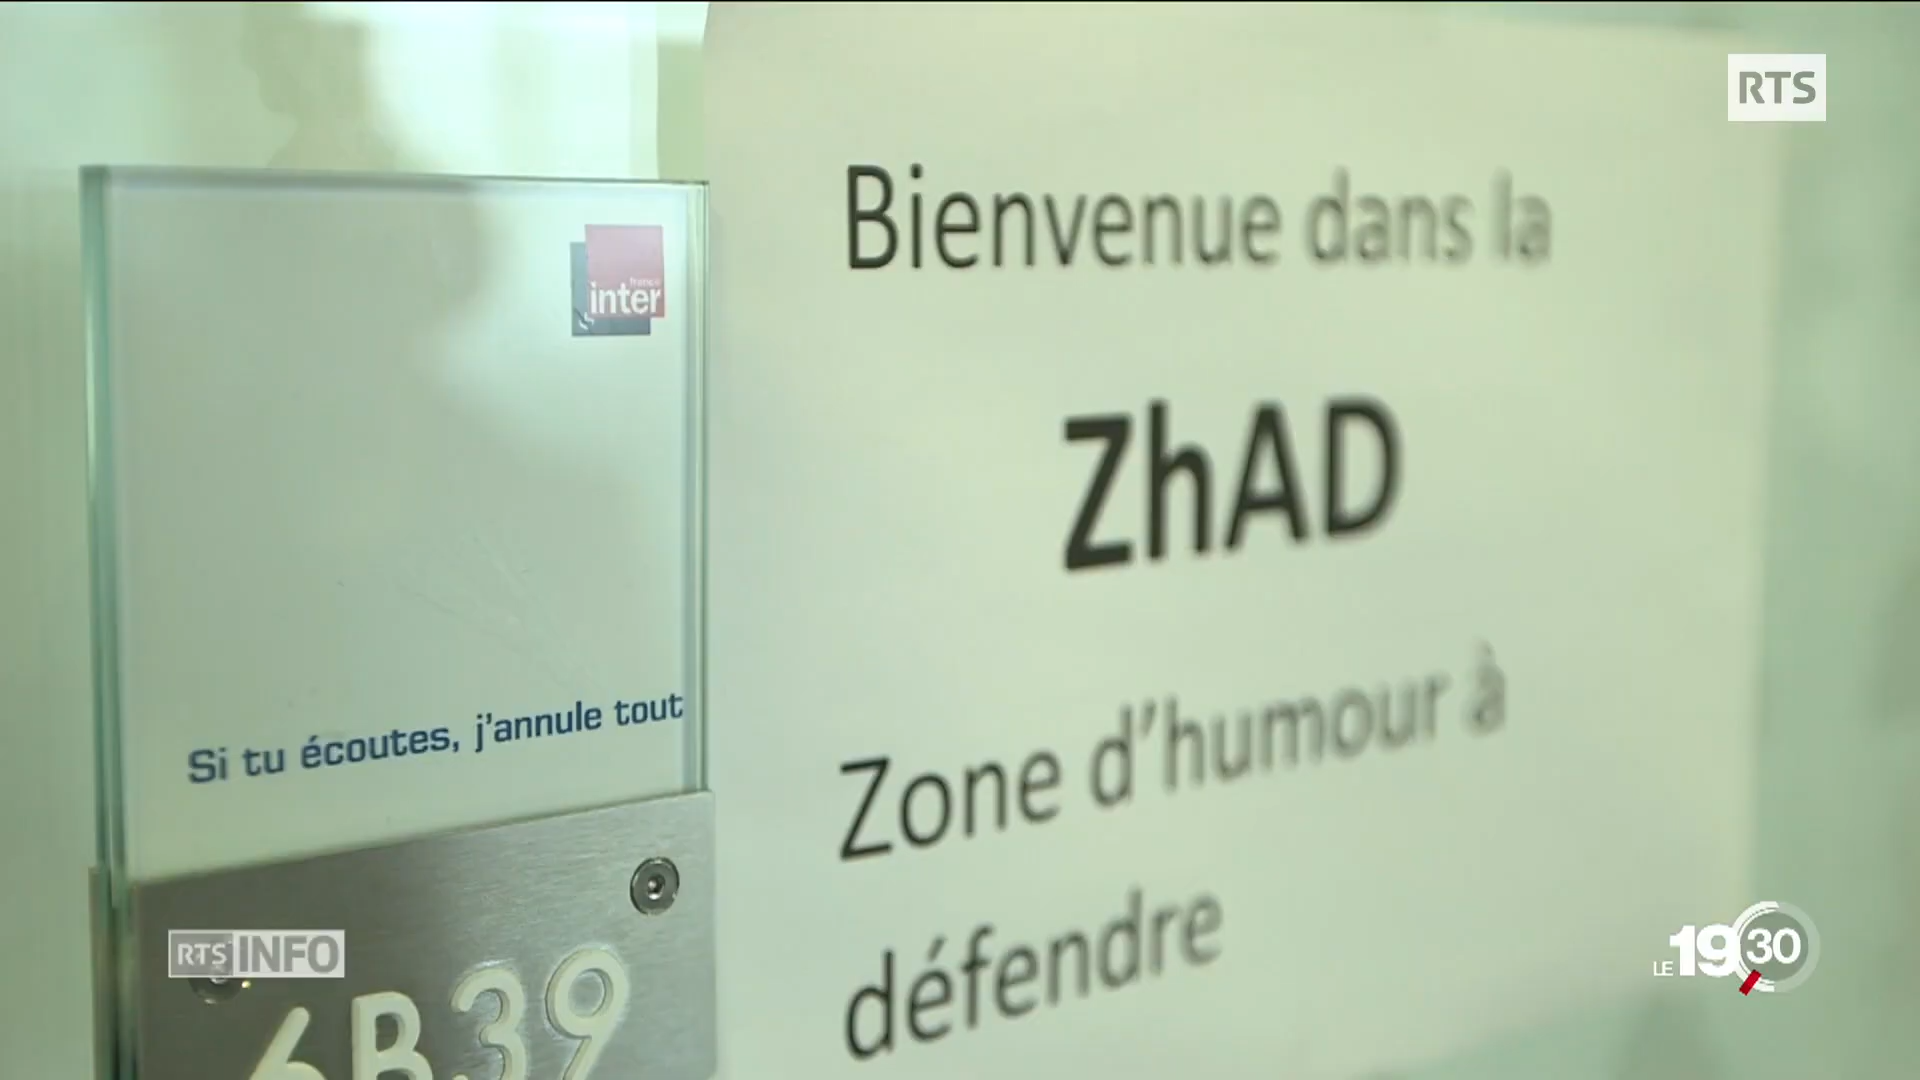 RTS
Bienvenue dans la
france
inter
ZhAD
Si tu écoutes, j'annule tout
Zone d'humour à
défendre
RTS INFO
LE 19 30
6B39